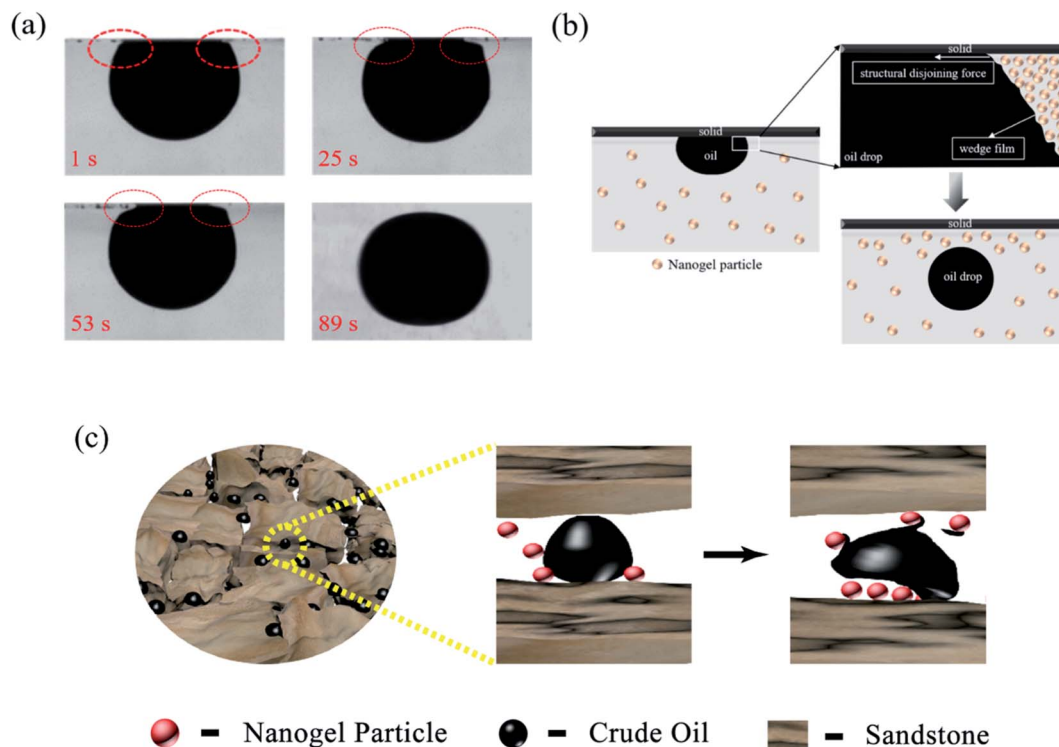 (a)
1 s
25 s
53 s
89 s
(b)
solid
oil
Nanogel particle
solid
structural disjoining force
wedge film
oil drop
solid
oil drop
(c)
Nanogel Particle
Crude Oil
Sandstone